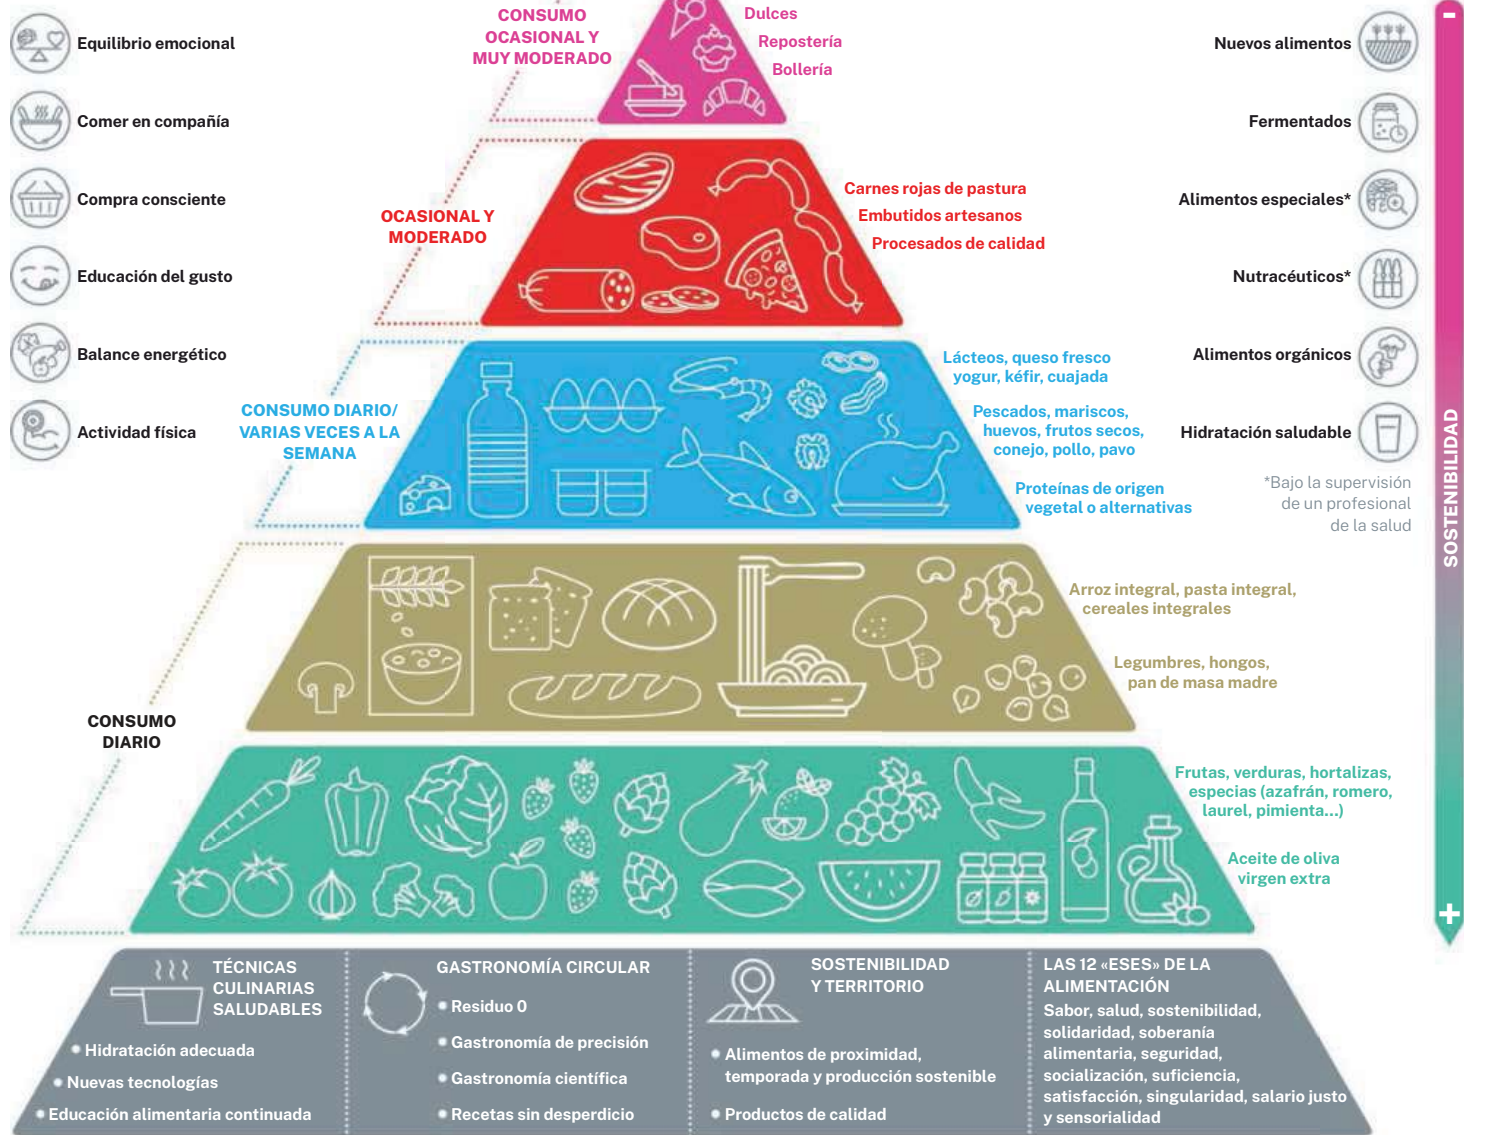 CONSUMO
OCASIONAL Y
MUY MODERADO
Dulces
Repostería
Bollería
Equilibrio emocional
Comer en compañía
Compra consciente
Educación del gusto
Balance energético
Actividad física
Nuevos alimentos
Fermentados
Alimentos especiales*
Nutracéuticos*
Alimentos orgánicos
Hidratación saludable
*Bajo la supervisión
de un profesional
de la salud
-
SOSTENIBILIDAD
+
OCASIONAL Y
MODERADO
Carnes rojas de pastura
Embutidos artesanos
Procesados de calidad
CONSUMO DIARIO/
VARIAS VECES A LA
SEMANA
Lácteos, queso fresco
yogur, kéfir, cuajada
Pescados, mariscos,
huevos, frutos secos,
conejo, pollo, pavo
Proteínas de origen
vegetal o alternativas
CONSUMO
DIARIO
Arroz integral, pasta integral,
cereales integrales
Legumbres, hongos,
pan de masa madre
Frutas, verduras, hortalizas,
especias (azafrán, romero,
laurel, pimienta...)
Aceite de oliva
virgen extra
TÉCNICAS
CULINARIAS
SALUDABLES
• Hidratación adecuada
• Nuevas tecnologías
• Educación alimentaria continuada
GASTRONOMÍA CIRCULAR
• Residuo 0
• Gastronomía de precisión
• Gastronomía científica
• Recetas sin desperdicio
SOSTENIBILIDAD
Y TERRITORIO
• Alimentos de proximidad,
temporada y producción sostenible
• Productos de calidad
LAS 12 «ESES» DE LA
ALIMENTACIÓN
Sabor, salud, sostenibilidad,
solidaridad, soberanía
alimentaria, seguridad,
socialización, suficiencia,
satisfacción, singularidad, salario justo
y sensorialidad